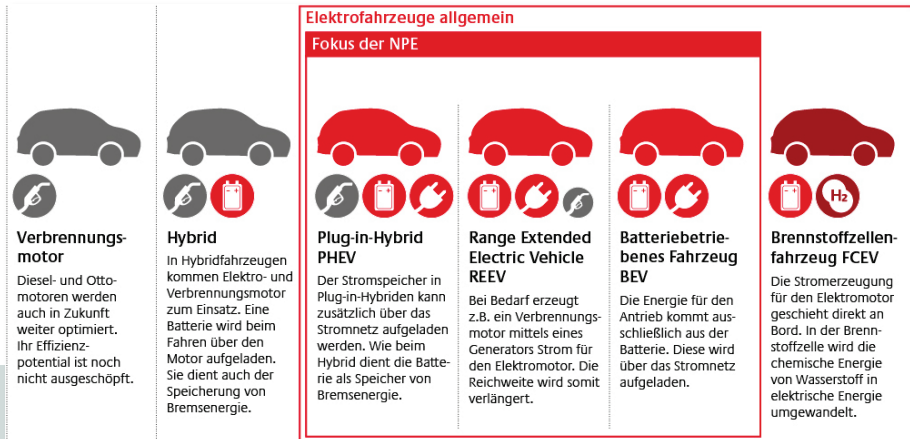 Elektrofahrzeuge allgemein
Fokus der NPE
Verbrennungs-
motor
Diesel- und Otto-
motoren werden
auch in Zukunft
weiter optimiert.
Ihr Effizienz-
potential ist noch
nicht ausgeschöpft.
Hybrid
In Hybridfahrzeugen
kommen Elektro- und
Verbrennungsmotor
zum Einsatz. Eine
Batterie wird beim
Fahren über den
Motor aufgeladen.
Sie dient auch der
Speicherung von
Bremsenergie.
Plug-in-Hybrid
PHEV
Der Stromspeicher in
Plug-in-Hybriden kann
zusätzlich über das
Stromnetz aufgeladen
werden. Wie beim
Hybrid dient die Batte-
rie als Speicher von
Bremsenergie.
Range Extended
Electric Vehicle
REEV
Bei Bedarf erzeugt
z.B. ein Verbrennungs-
motor mittels eines
Generators Strom für
den Elektromotor. Die
Reichweite wird somit
verlängert.
Batteriebetrie-
benes Fahrzeug
BEV
Die Energie für den
Antrieb kommt aus-
schließlich aus der
Batterie. Diese wird
über das Stromnetz
aufgeladen.
H2
Brennstoffzellen-
fahrzeug FCEV
Die Stromerzeugung
für den Elektromotor
geschieht direkt an
Bord. In der Brenn-
stoffzelle wird die
chemische Energie
von Wasserstoff in
elektrische Energie
umgewandelt.